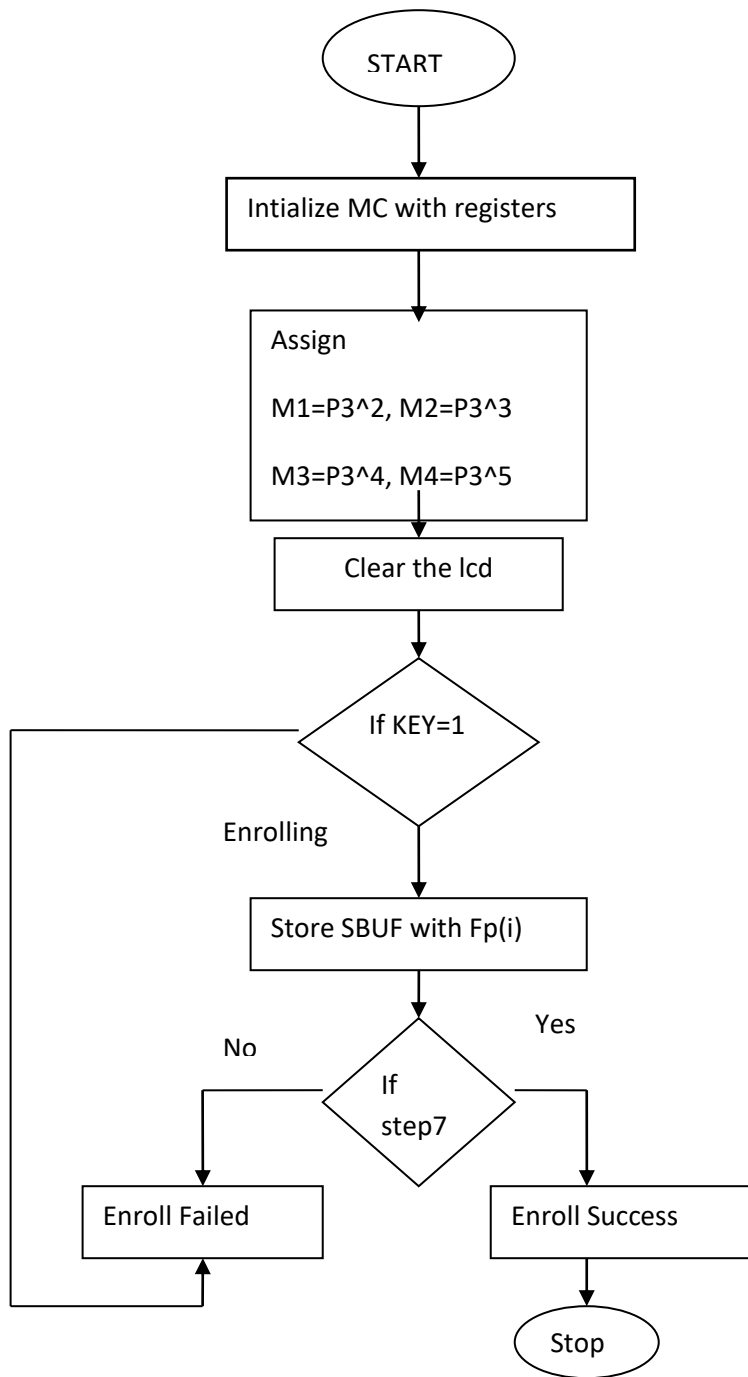 START
Intialize MC with registers
Assign
M1=P3^2, M2=P3^3
M3=P3^4, M4=P3^5
Clear the lcd
If KEY=1
Enrolling
Store SBUF with Fp(i)
Yes
No
If
step7
Enroll Failed
Enroll Success
Stop